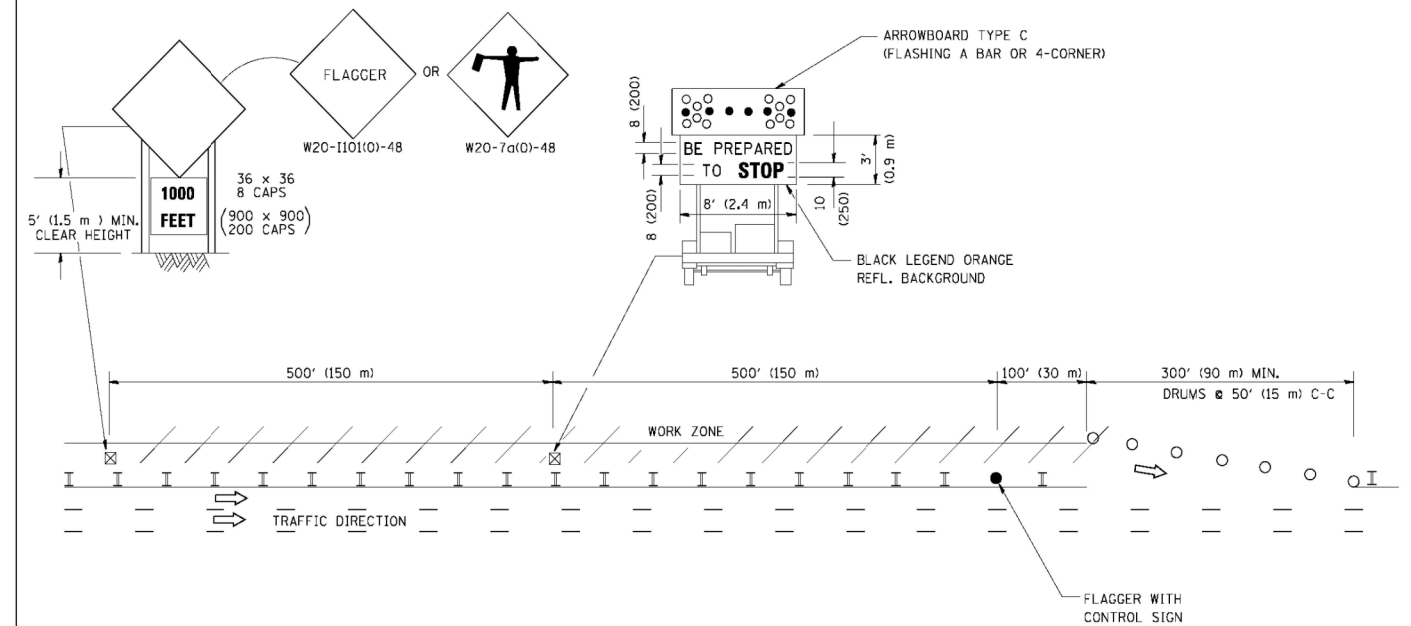 FLAGGER
OR
W20-I101(O)-48
W20-7a(O)-48
1000
FEET
36 x 36
8 CAPS
(900 x 900
200 CAPS)
5' (1.5 m ) MIN.
CLEAR HEIGHT
ARROWBOARD TYPE C
(FLASHING A BAR OR 4-CORNER)
8 (200)
BE PREPARED
TO STOP
8 (200)
8' (2.4 m)
3'
(0.9 m)
10
(250)
BLACK LEGEND ORANGE
REFL. BACKGROUND
500' (150 m)
500' (150 m)
100' (30 m)
300' (90 m) MIN.
DRUMS @ 50' (15 m) C-C
WORK ZONE
TRAFFIC DIRECTION
FLAGGER WITH
CONTROL SIGN